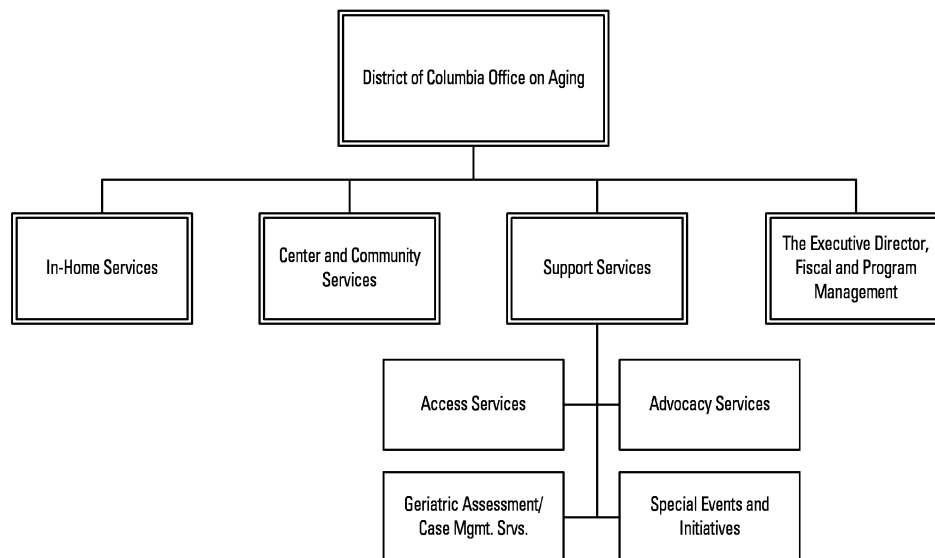 District of Columbia Office on Aging
In-Home Services
Center and Community
Services
Support Services
The Executive Director,
Fiscal and Program
Management
Access Services
Advocacy Services
Geriatric Assessment/
Case Mgmt. Srvs.
Special Events and
Initiatives